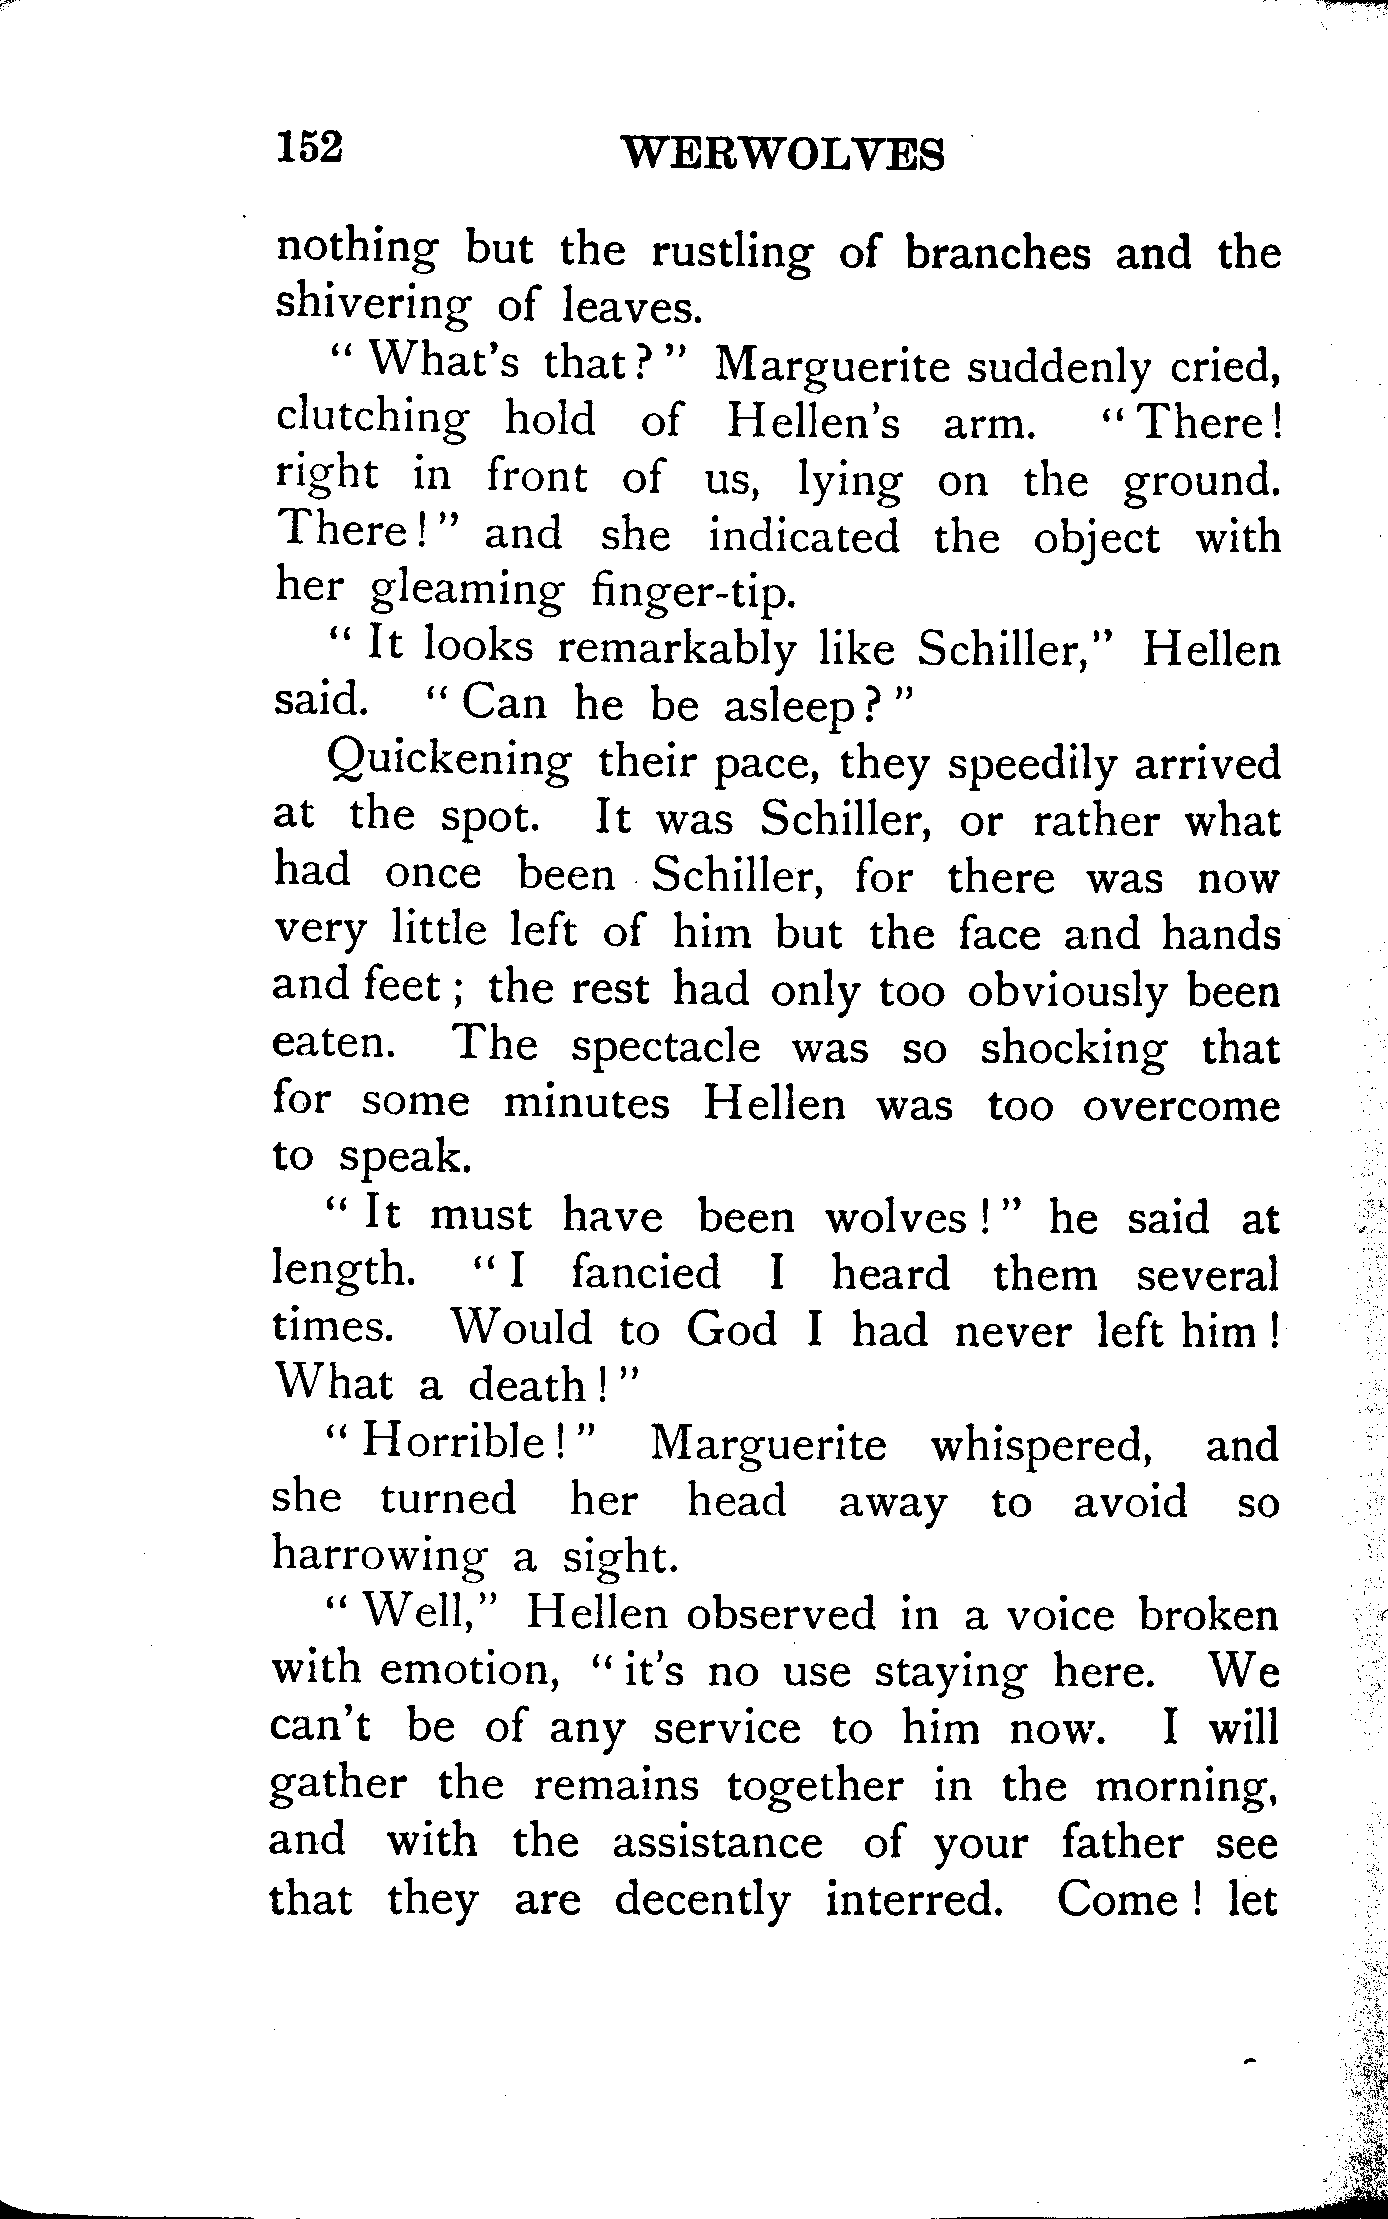 152 WERWOLVES
nothing but the rustling of branches and the
shivering of leaves.
" What's that ? " Marguerite suddenly cried,
clutching hold of Hellen's arm. " There !
right in front of us, lying on the ground.
There ! " and she indicated the object with
her gleaming finger-tip.
" It looks remarkably like Schiller," Hellen
said. " Can he be asleep ? "
Quickening their pace, they speedily arrived
at the spot. It was Schiller, or rather what
had once been Schiller, for there was now
very little left of him but the face and hands
and feet ; the rest had only too obviously been
eaten. The spectacle was so shocking that
for some minutes Hellen was too overcome
to speak.
" It must have been wolves ! " he said at
length. " I fancied I heard them several
times. Would to God I had never left him !
What a death ! "
" Horrible ! " Marguerite whispered, and
she turned her head away to avoid so
harrowing a sight.
" Well," Hellen observed in a voice broken
with emotion, " it's no use staying here. We
can't be of any service to him now. I will
gather the remains together in the morning,
and with the assistance of your father see
that they are decently interred. Come ! let